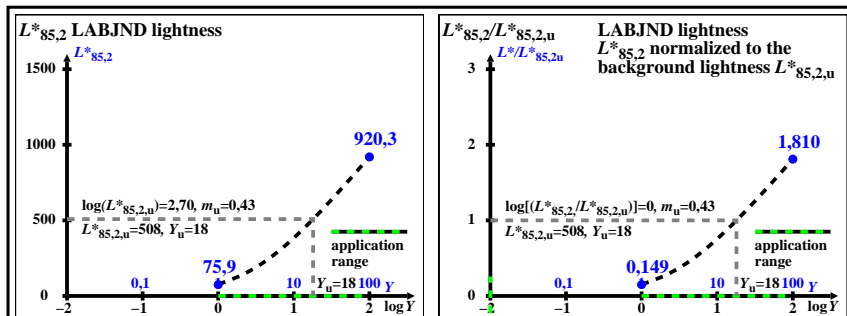 L*85,2 LABJND lightness
L*85,2
1500
1000
500
0
920,3
log(L*85,2,u)=2,70, mu=0,43
L*85,2,u=508, Yu=18
application
range
75,9
0,1
10
Yu=18
100
Y
−2
−1
0
1
2
log Y
L*85,2/L*85,2,u
LABJND lightness
L*85,2 normalized to the
background lightness L*85,2,u
L*/L*85,2u
3
2
1
0
1,810
log[(L*85,2/L*85,2,u)]=0, mu=0,43
L*85,2,u=508, Yu=18
application
range
0,149
0,1
10
Yu=18
100
Y
−2
−1
0
1
2
log Y